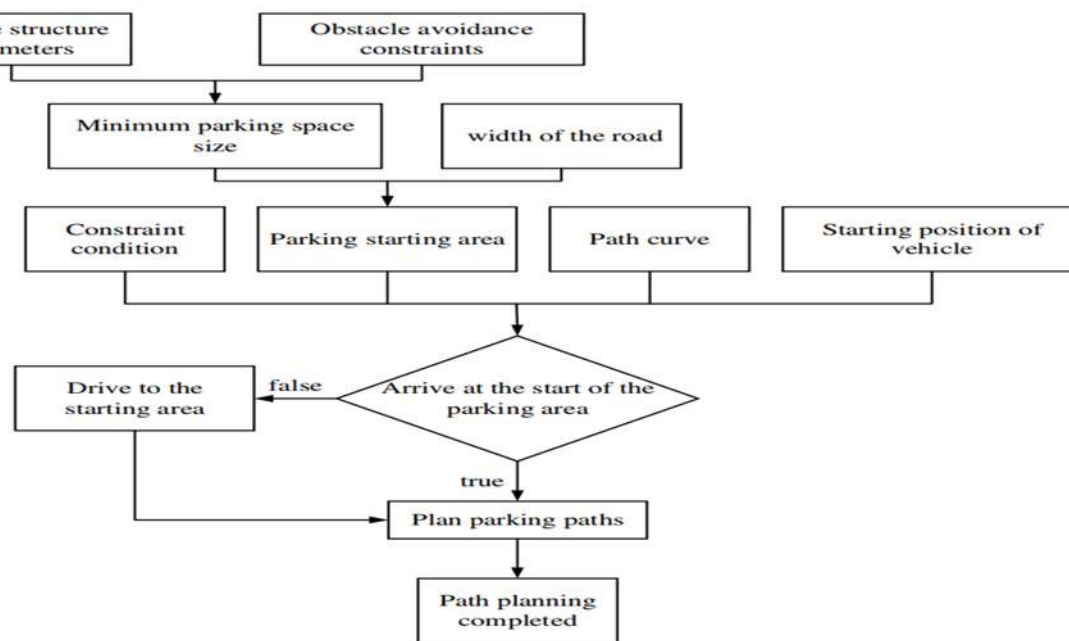 structure
Obstacle avoidance
constraints
Minimum parking space
size
width of the road
Constraint
condition
Parking starting area
Path curve
Starting position of
vehicle
Drive to the
starting area
false
Arrive at the start of the
parking area
true
Plan parking paths
Path planning
completed